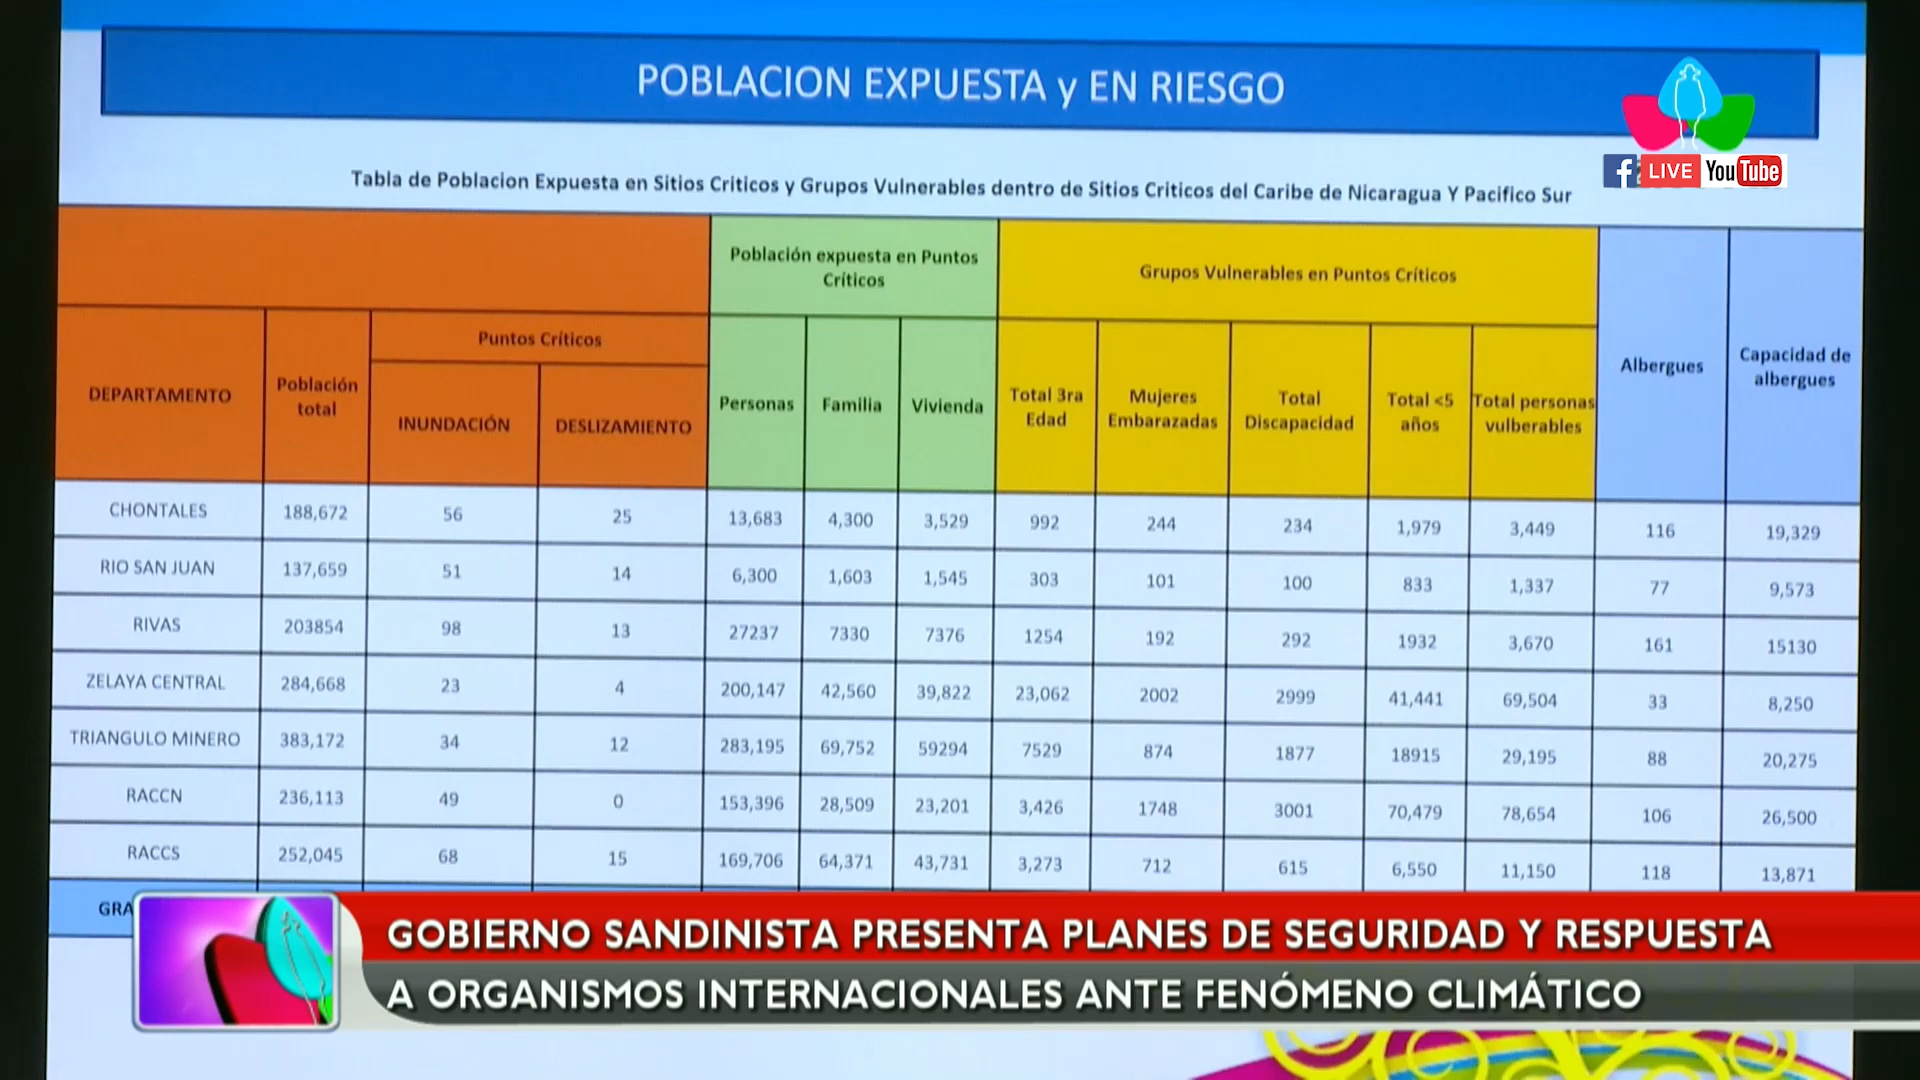 POBLACION EXPUESTA y EN RIESGO
f LIVE YouTube
Tabla de Poblacion Expuesta en Sitios Criticos y Grupos Vulnerables dentro de Sitios Criticos del Caribe de Nicaragua Y Pacifico Sur
Población expuesta en Puntos
Críticos
Grupos Vulnerables en Puntos Críticos
Albergues
Capacidad de
albergues
DEPARTAMENTO
Población
total
Puntos Críticos
INUNDACIÓN
DESLIZAMIENTO
Personas
Familia
Vivienda
Total 3ra
Edad
Mujeres
Embarazadas
Total
Discapacidad
Total <5
años
Total personas
vulberables
CHONTALES 188,672 56 25 13,683 4,300 3,529 992 244 234 1,979 3,449 116 19,329
RIO SAN JUAN 137,659 51 14 6,300 1,603 1,545 303 101 100 833 1,337 77 9,573
RIVAS 203854 98 13 27237 7330 7376 1254 192 292 1932 3,670 161 15130
ZELAYA CENTRAL 284,668 23 4 200,147 42,560 39,822 23,062 2002 2999 41,441 69,504 33 8,250
TRIANGULO MINERO 383,172 34 12 283,195 69,752 59294 7529 874 1877 18915 29,195 88 20,275
RACCN 236,113 49 0 153,396 28,509 23,201 3,426 1748 3001 70,479 78,654 106 26,500
RACCS 252,045 68 15 169,706 64,371 43,731 3,273 712 615 6,550 11,150 118 13,871
GRA
GOBIERNO SANDINISTA PRESENTA PLANES DE SEGURIDAD Y RESPUESTA
A ORGANISMOS INTERNACIONALES ANTE FENÓMENO CLIMÁTICO